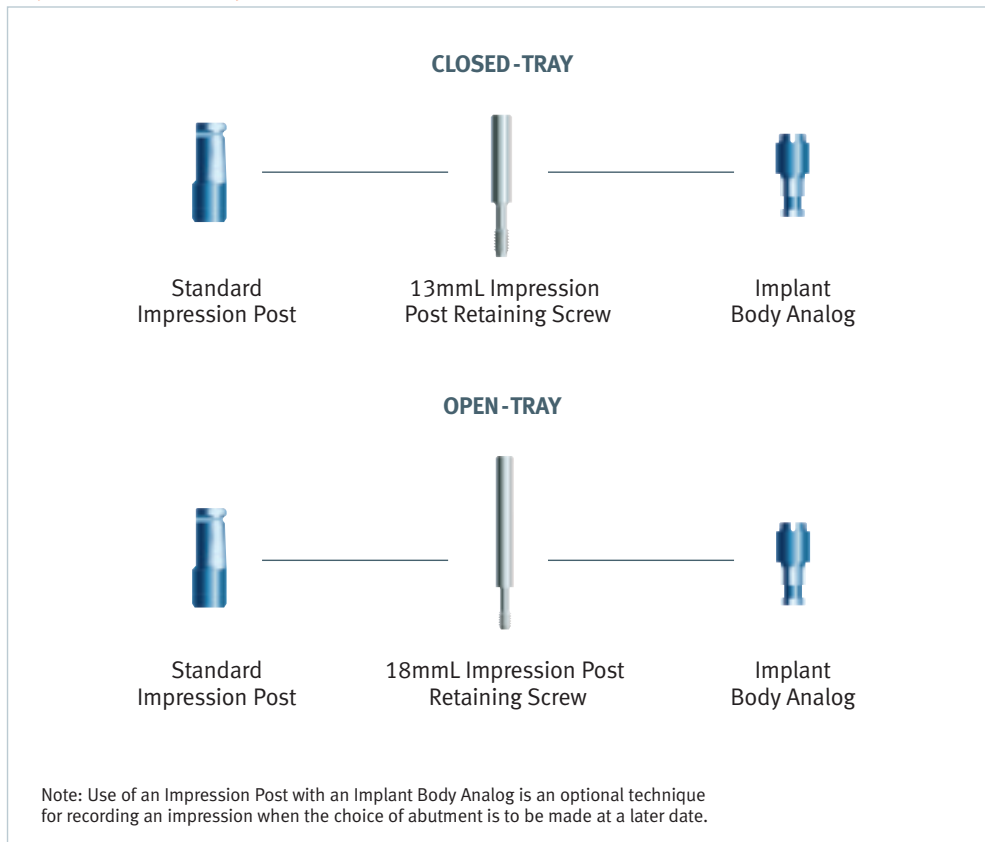 CLOSED-TRAY
Standard
Impression Post
13mmL Impression
Post Retaining Screw
Implant
Body Analog
OPEN-TRAY
Standard
Impression Post
18mmL Impression Post
Retaining Screw
Implant
Body Analog
Note: Use of an Impression Post with an Implant Body Analog is an optional technique
for recording an impression when the choice of abutment is to be made at a later date.